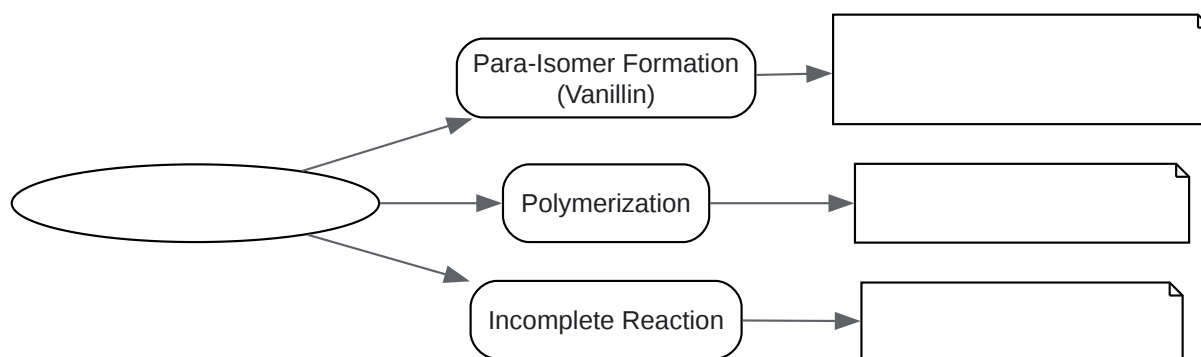 Para-Isomer Formation
(Vanillin)
Polymerization
Incomplete Reaction